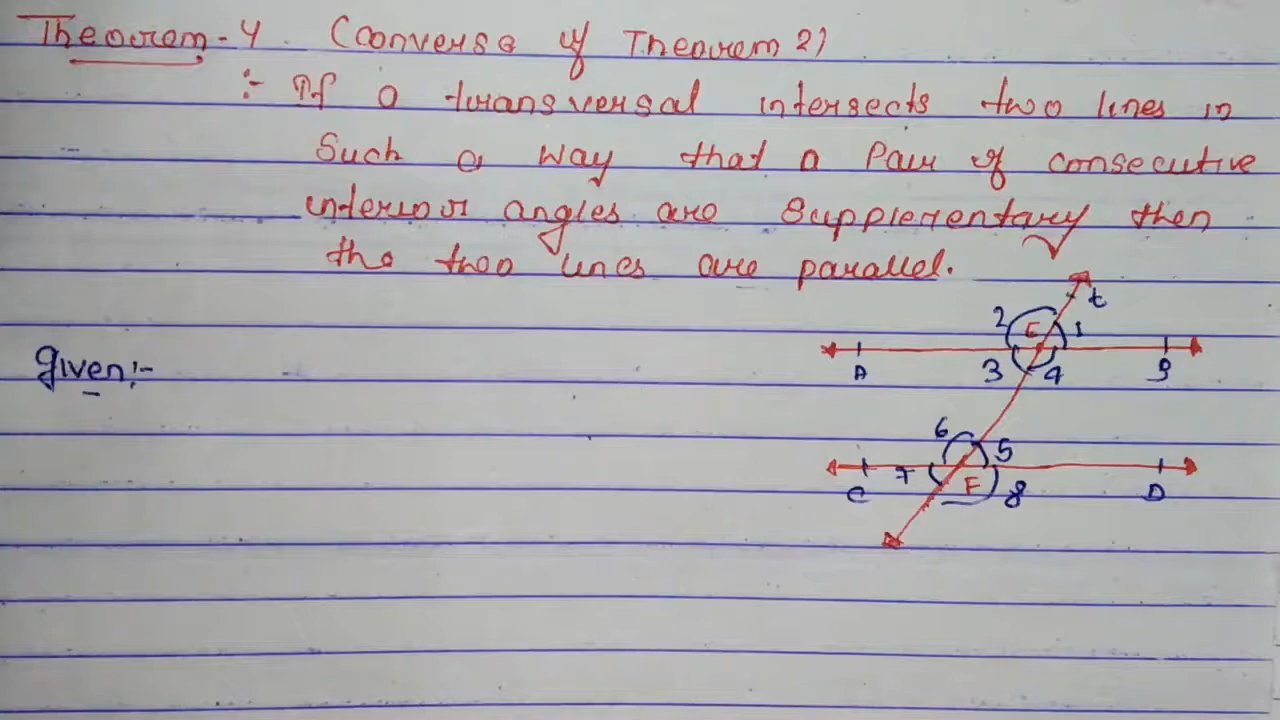 Theorem-4. (Converse of Theorem 2)
:- If a transversal intersects two lines in
Such a way that a Pair of consecutive
interior angles are Supplementary then
the two lines are parallel.
t
2 E 1
A 3 4 B
Given:-
6 5
C 7 F 8 D